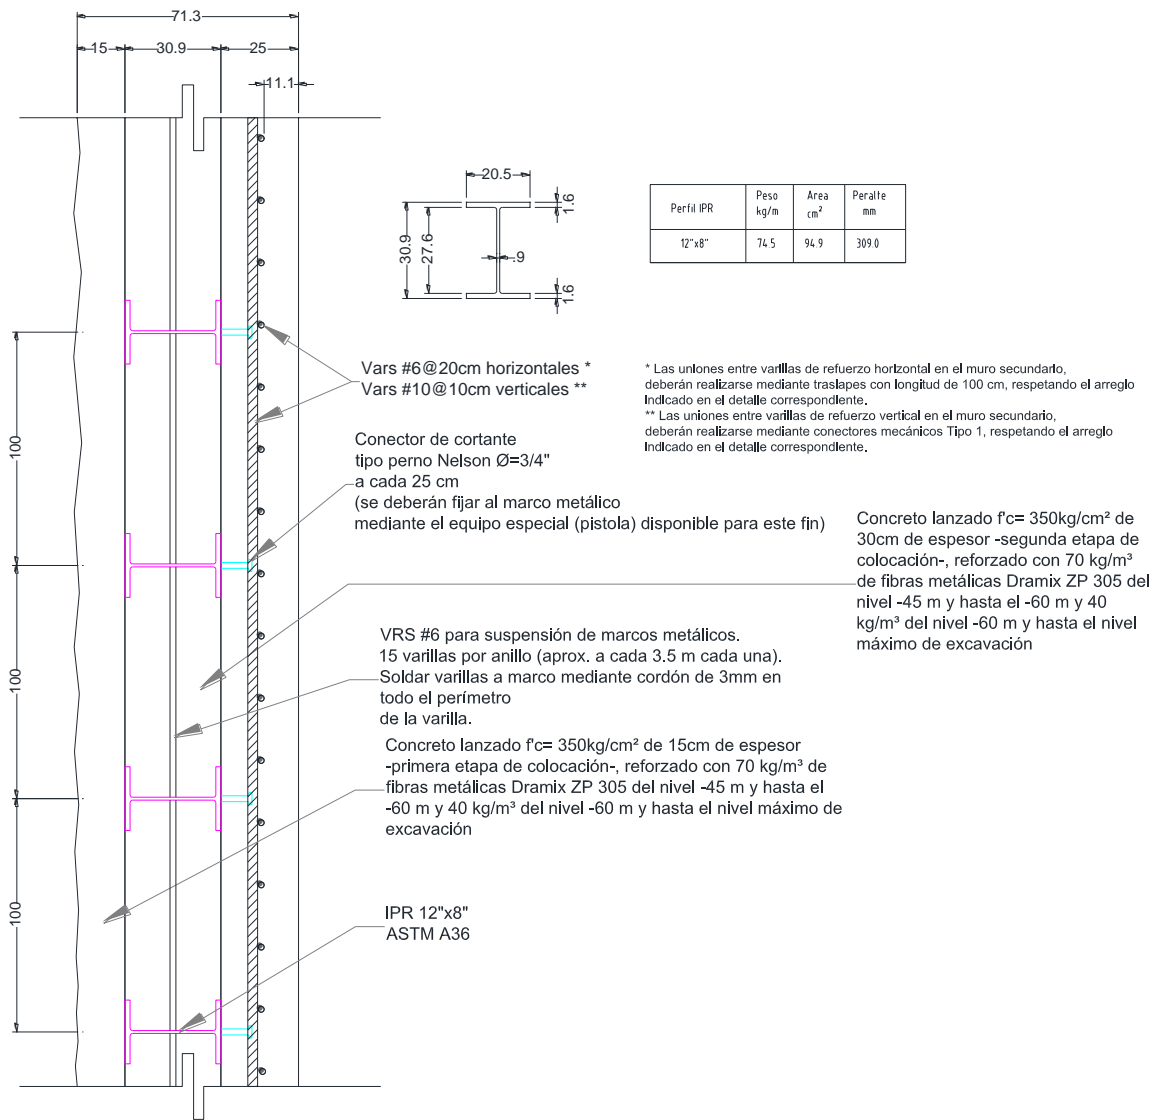 71.3
15
30.9
25
11.1
20.5
1.6
30.9
27.6
.9
1.6
Perfil IPR
Peso
kg/m
Area
cm²
Peralte
mm
12"x8"
74.5
94.9
309.0
Vars #6@20cm horizontales *
Vars #10@10cm verticales **
* Las uniones entre varillas de refuerzo horizontal en el muro secundario,
deberán realizarse mediante traslapes con longitud de 100 cm, respetando el arreglo
indicado en el detalle correspondiente.
** Las uniones entre varillas de refuerzo vertical en el muro secundario,
deberán realizarse mediante conectores mecánicos Tipo 1, respetando el arreglo
indicado en el detalle correspondiente.
100
Conector de cortante
tipo perno Nelson Ø=3/4"
a cada 25 cm
(se deberán fijar al marco metálico
mediante el equipo especial (pistola) disponible para este fin)
Concreto lanzado f'c= 350kg/cm² de
30cm de espesor -segunda etapa de
colocación-, reforzado con 70 kg/m³
de fibras metálicas Dramix ZP 305 del
nivel -45 m y hasta el -60 m y 40
kg/m³ del nivel -60 m y hasta el nivel
máximo de excavación
100
VRS #6 para suspensión de marcos metálicos.
15 varillas por anillo (aprox. a cada 3.5 m cada una).
Soldar varillas a marco mediante cordón de 3mm en
todo el perímetro
de la varilla.
Concreto lanzado f'c= 350kg/cm² de 15cm de espesor
-primera etapa de colocación-, reforzado con 70 kg/m³ de
fibras metálicas Dramix ZP 305 del nivel -45 m y hasta el
-60 m y 40 kg/m³ del nivel -60 m y hasta el nivel máximo de
excavación
100
IPR 12"x8"
ASTM A36